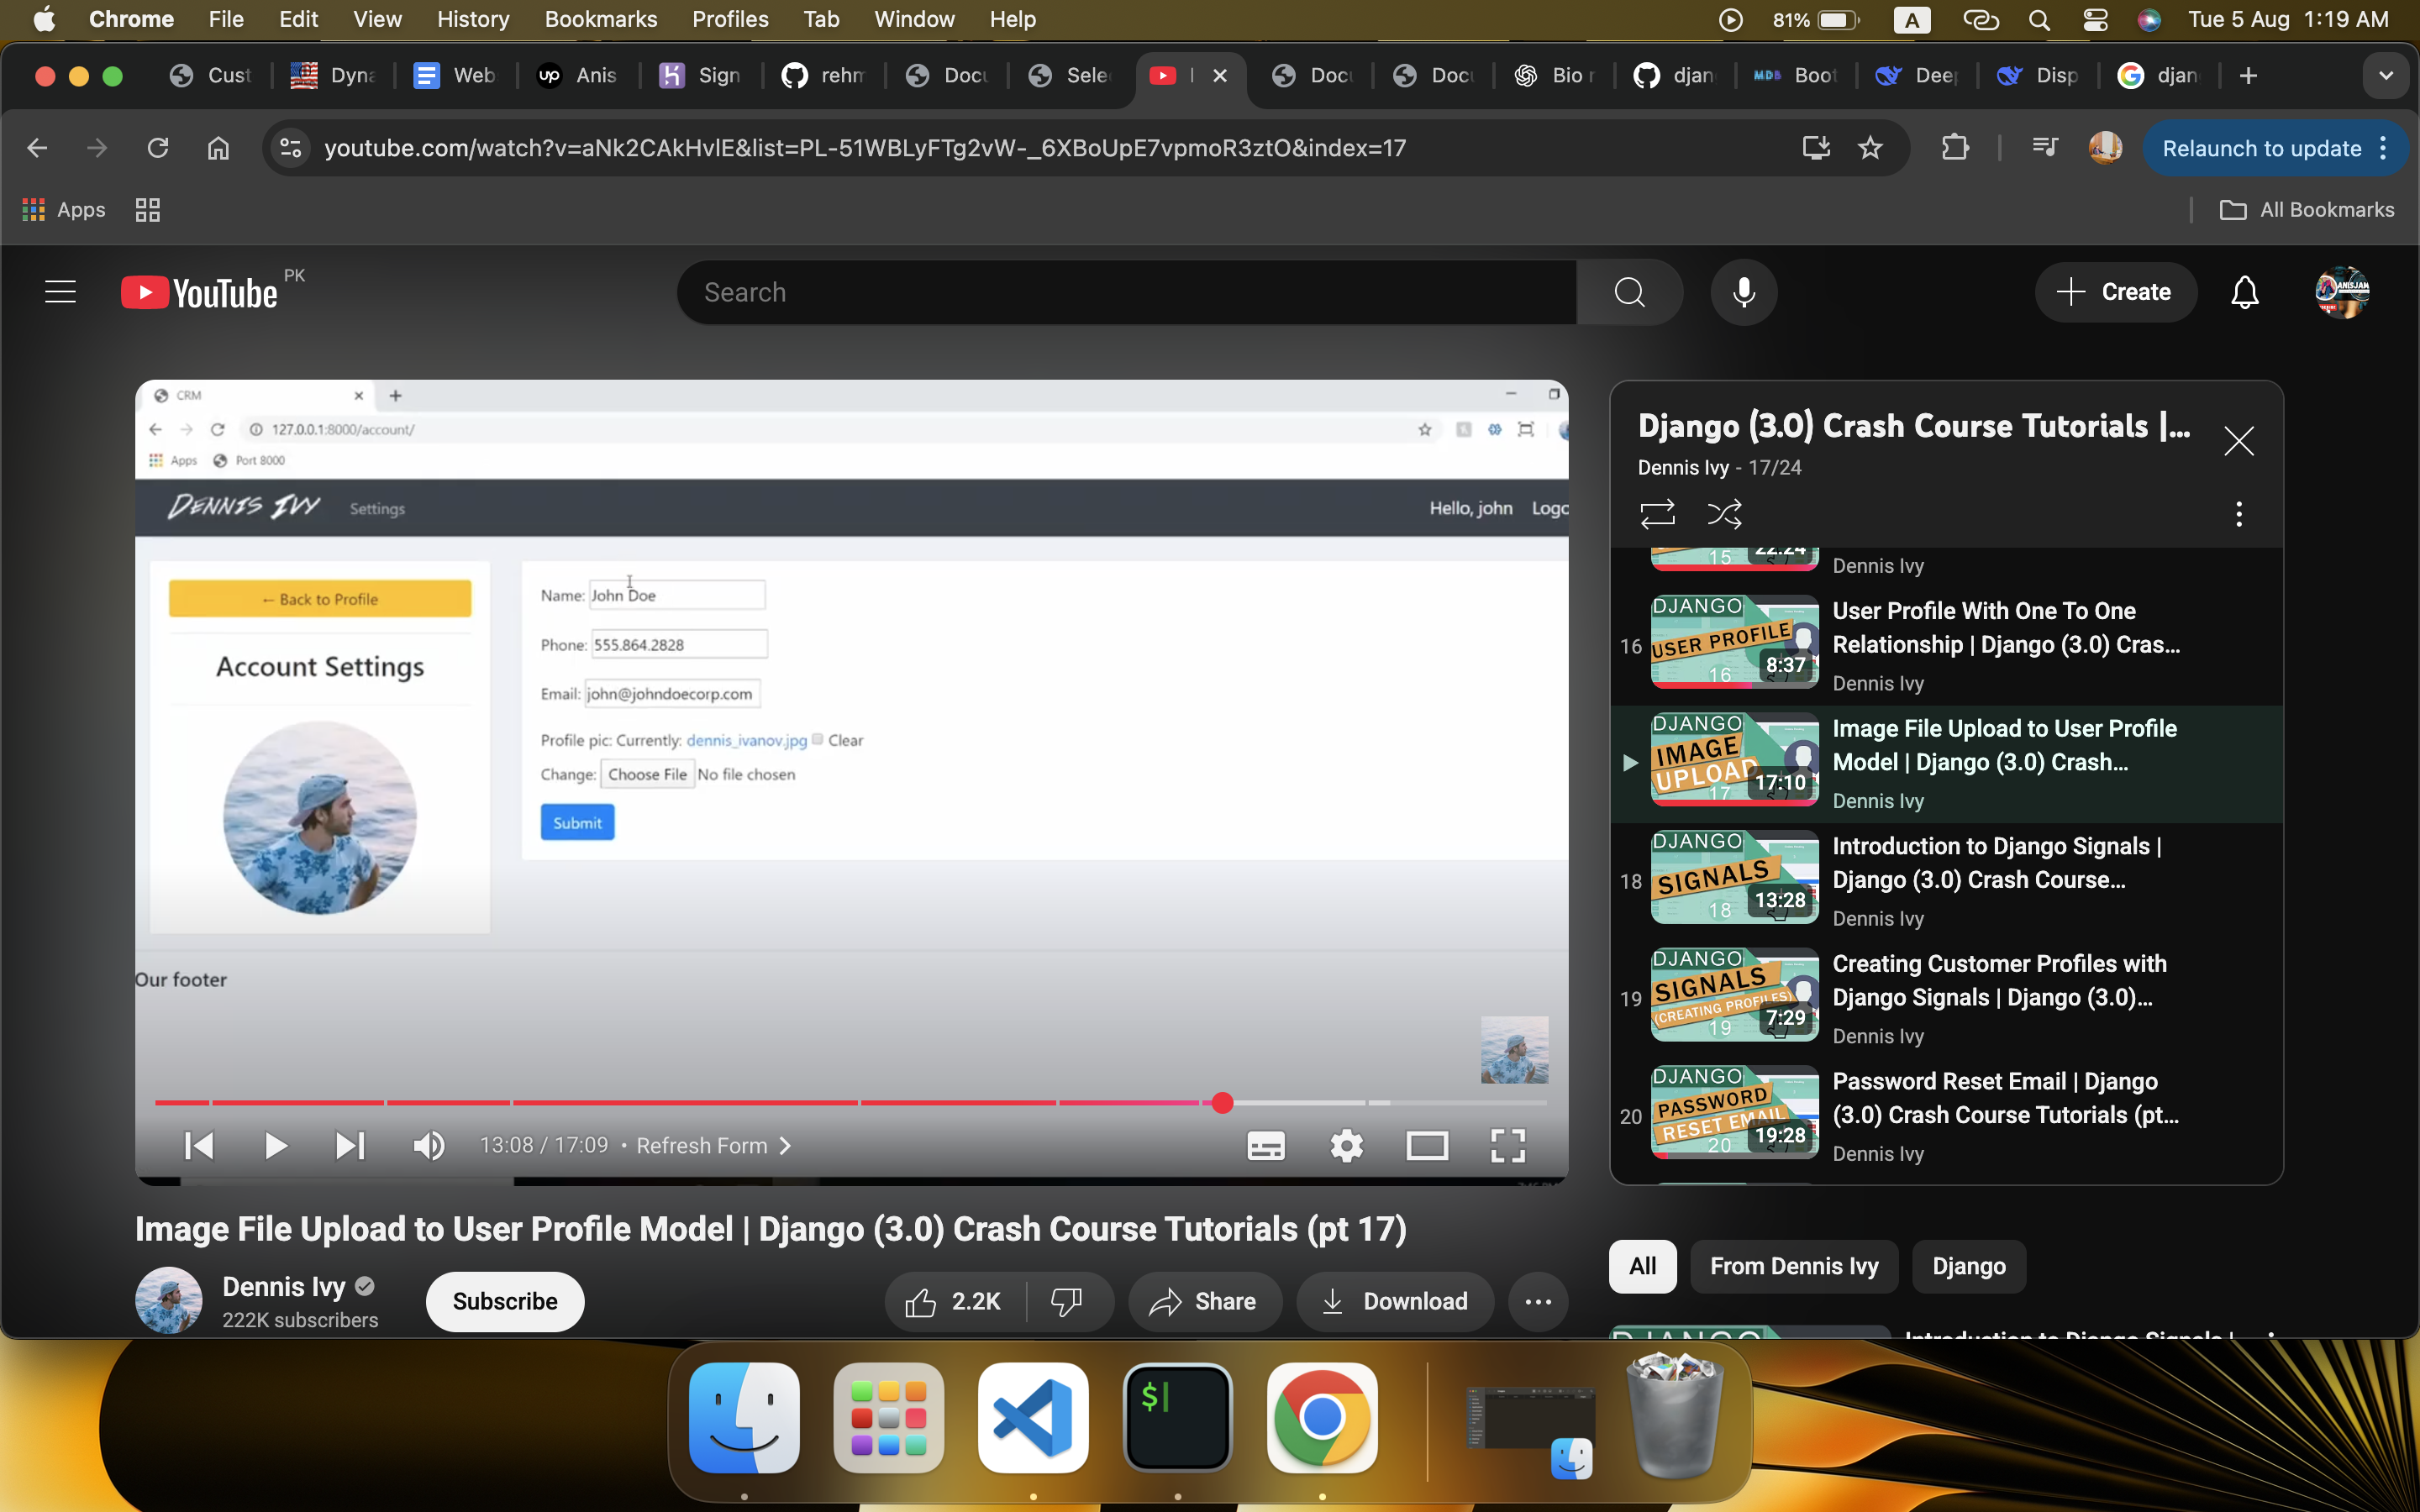 Chrome File Edit View History Bookmarks Profiles Tab Window Help
81% A Tue 5 Aug 1:19 AM
Cust Dyna Web up Anis Sign rehm Docu Sele Docu Docu Bio r djan MDB Boot Deep Disp djan
youtube.com/watch?v=aNk2CAkHvlE&list=PL-51WBLyFTg2vW-_6XBoUpE7vpmoR3ztO&index=17
Relaunch to update
Apps
All Bookmarks
YouTube PK
Search
Create
CRM
127.0.0.1:8000/account/
Apps Port 8000
DENNIS IVY Settings Hello, john Logo
← Back to Profile
Account Settings
Name: John Doe
Phone: 555.864.2828
Email: john@johndoecorp.com
Profile pic: Currently: dennis_ivanov.jpg Clear
Change: Choose File No file chosen
Submit
Our footer
13:08 / 17:09 • Refresh Form
Django (3.0) Crash Course Tutorials |...
Dennis Ivy - 17/24
15 22:24
Dennis Ivy
16
DJANGO
USER PROFILE
16
8:37
User Profile With One To One
Relationship | Django (3.0) Cras...
Dennis Ivy
DJANGO
IMAGE
UPLOAD
17
17:10
Image File Upload to User Profile
Model | Django (3.0) Crash...
Dennis Ivy
18
DJANGO
SIGNALS
18
13:28
Introduction to Django Signals |
Django (3.0) Crash Course...
Dennis Ivy
19
DJANGO
SIGNALS
(CREATING PROFILES)
19
7:29
Creating Customer Profiles with
Django Signals | Django (3.0)...
Dennis Ivy
20
DJANGO
PASSWORD
RESET EMAIL
20
19:28
Password Reset Email | Django
(3.0) Crash Course Tutorials (pt...
Dennis Ivy
Image File Upload to User Profile Model | Django (3.0) Crash Course Tutorials (pt 17)
Dennis Ivy
222K subscribers
Subscribe
2.2K
Share
Download
All From Dennis Ivy Django
DJANGO
Introduction to Django Signals |
$